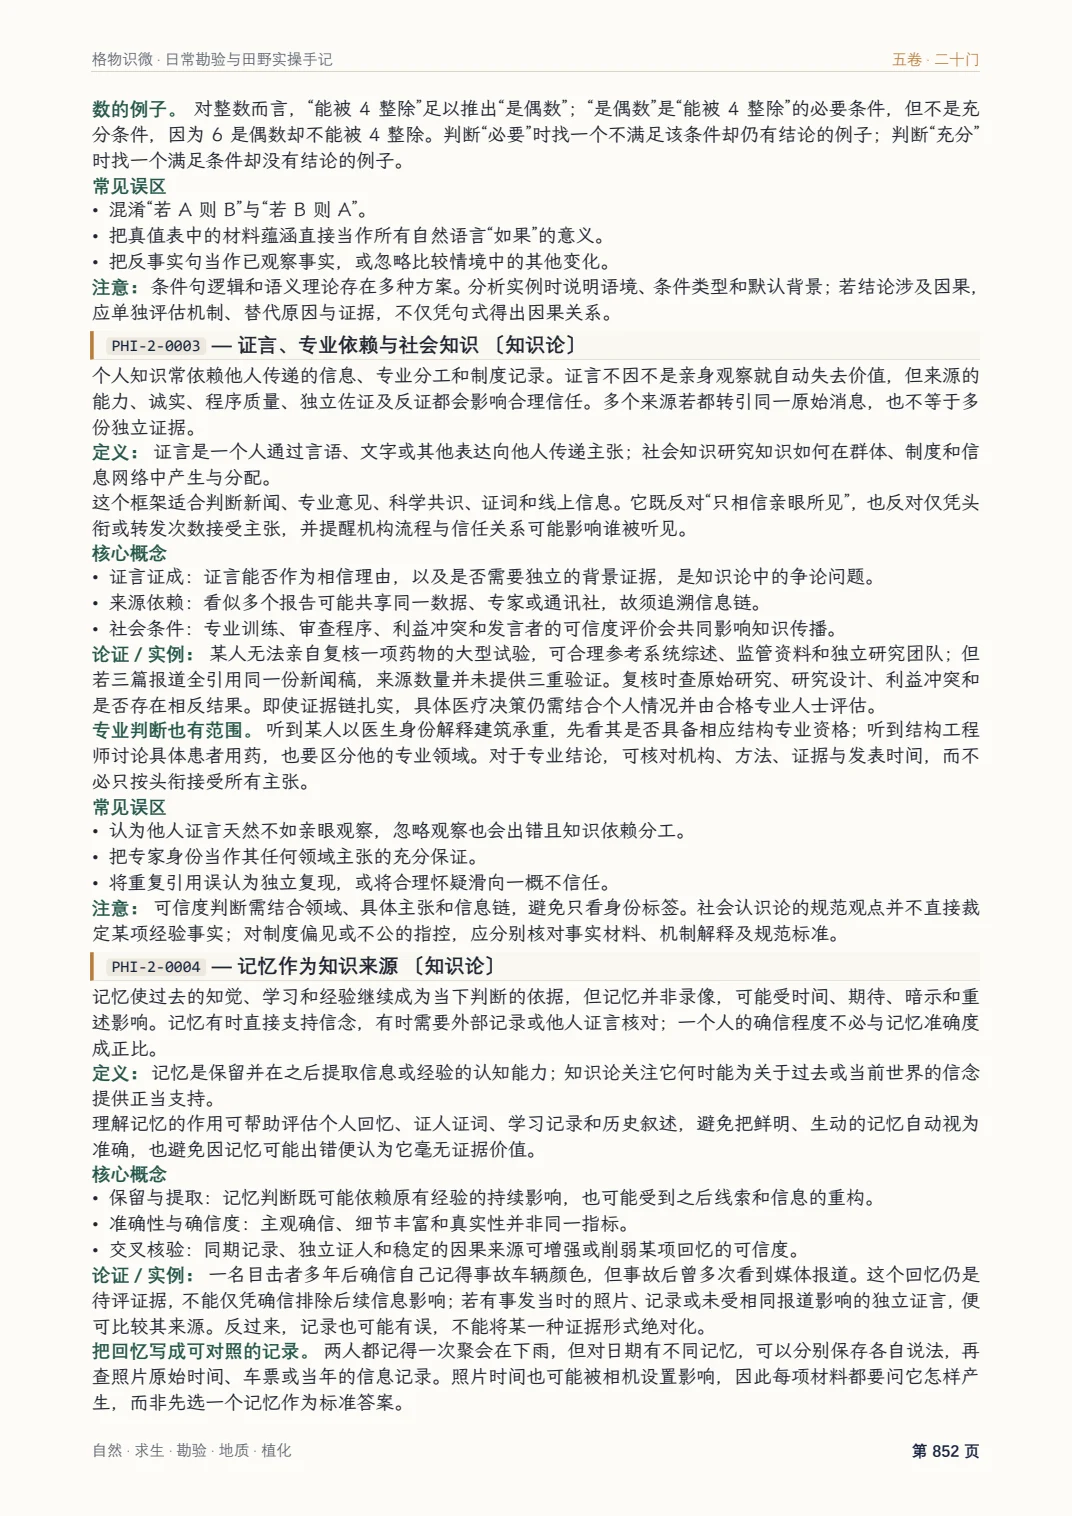 格物识微 · 日常勘验与田野实操手记
五卷 · 二十门
数的例子。 对整数而言，“能被 4 整除”足以推出“是偶数”；“是偶数”是“能被 4 整除”的必要条件，但不是充
分条件，因为 6 是偶数却不能被 4 整除。判断“必要”时找一个不满足该条件却仍有结论的例子；判断“充分”
时找一个满足条件却没有结论的例子。
常见误区
• 混淆“若 A 则 B”与“若 B 则 A”。
• 把真值表中的材料蕴涵直接当作所有自然语言“如果”的意义。
• 把反事实句当作已观察事实，或忽略比较情境中的其他变化。
注意： 条件句逻辑和语义理论存在多种方案。分析实例时说明语境、条件类型和默认背景；若结论涉及因果，
应单独评估机制、替代原因与证据，不仅凭句式得出因果关系。
PHI-2-0003 — 证言、专业依赖与社会知识 〔知识论〕
个人知识常依赖他人传递的信息、专业分工和制度记录。证言不因不是亲身观察就自动失去价值，但来源的
能力、诚实、程序质量、独立佐证及反证都会影响合理信任。多个来源若都转引同一原始消息，也不等于多
份独立证据。
定义： 证言是一个人通过言语、文字或其他表达向他人传递主张；社会知识研究知识如何在群体、制度和信
息网络中产生与分配。
这个框架适合判断新闻、专业意见、科学共识、证词和线上信息。它既反对“只相信亲眼所见”，也反对仅凭头
衔或转发次数接受主张，并提醒机构流程与信任关系可能影响谁被听见。
核心概念
• 证言证成：证言能否作为相信理由，以及是否需要独立的背景证据，是知识论中的争论问题。
• 来源依赖：看似多个报告可能共享同一数据、专家或通讯社，故须追溯信息链。
• 社会条件：专业训练、审查程序、利益冲突和发言者的可信度评价会共同影响知识传播。
论证 / 实例： 某人无法亲自复核一项药物的大型试验，可合理参考系统综述、监管资料和独立研究团队；但
若三篇报道全引用同一份新闻稿，来源数量并未提供三重验证。复核时查原始研究、研究设计、利益冲突和
是否存在相反结果。即使证据链扎实，具体医疗决策仍需结合个人情况并由合格专业人士评估。
专业判断也有范围。 听到某人以医生身份解释建筑承重，先看其是否具备相应结构专业资格；听到结构工程
师讨论具体患者用药，也要区分他的专业领域。对于专业结论，可核对机构、方法、证据与发表时间，而不
必只按头衔接受所有主张。
常见误区
• 认为他人证言天然不如亲眼观察，忽略观察也会出错且知识依赖分工。
• 把专家身份当作其任何领域主张的充分保证。
• 将重复引用误认为独立复现，或将合理怀疑滑向一概不信任。
注意： 可信度判断需结合领域、具体主张和信息链，避免只看身份标签。社会认识论的规范观点并不直接裁
定某项经验事实；对制度偏见或不公的指控，应分别核对事实材料、机制解释及规范标准。
PHI-2-0004 — 记忆作为知识来源 〔知识论〕
记忆使过去的知觉、学习和经验继续成为当下判断的依据，但记忆并非录像，可能受时间、期待、暗示和重
述影响。记忆有时直接支持信念，有时需要外部记录或他人证言核对；一个人的确信程度不必与记忆准确度
成正比。
定义： 记忆是保留并在之后提取信息或经验的认知能力；知识论关注它何时能为关于过去或当前世界的信念
提供正当支持。
理解记忆的作用可帮助评估个人回忆、证人证词、学习记录和历史叙述，避免把鲜明、生动的记忆自动视为
准确，也避免因记忆可能出错便认为它毫无证据价值。
核心概念
• 保留与提取：记忆判断既可能依赖原有经验的持续影响，也可能受到之后线索和信息的重构。
• 准确性与确信度：主观确信、细节丰富和真实性并非同一指标。
• 交叉核验：同期记录、独立证人和稳定的因果来源可增强或削弱某项回忆的可信度。
论证 / 实例： 一名目击者多年后确信自己记得事故车辆颜色，但事故后曾多次看到媒体报道。这个回忆仍是
待评证据，不能仅凭确信排除后续信息影响；若有事发当时的照片、记录或未受相同报道影响的独立证言，便
可比较其来源。反过来，记录也可能有误，不能将某一种证据形式绝对化。
把回忆写成可对照的记录。 两人都记得一次聚会在下雨，但对日期有不同记忆，可以分别保存各自说法，再
查照片原始时间、车票或当年的信息记录。照片时间也可能被相机设置影响，因此每项材料都要问它怎样产
生，而非先选一个记忆作为标准答案。
自然 · 求生 · 勘验 · 地质 · 植化
第 852 页